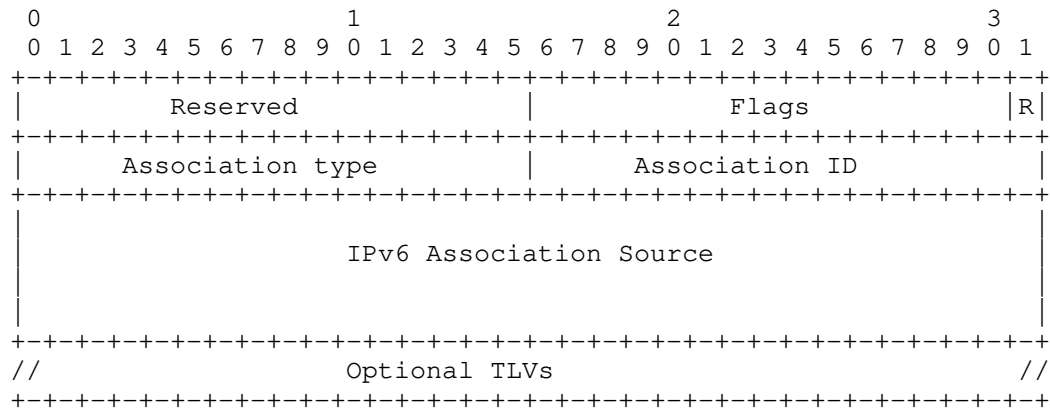 0                   1                   2                   3
 0 1 2 3 4 5 6 7 8 9 0 1 2 3 4 5 6 7 8 9 0 1 2 3 4 5 6 7 8 9 0 1
+-+-+-+-+-+-+-+-+-+-+-+-+-+-+-+-+-+-+-+-+-+-+-+-+-+-+-+-+-+-+-+-+
|         Reserved              |            Flags            |R|
+-+-+-+-+-+-+-+-+-+-+-+-+-+-+-+-+-+-+-+-+-+-+-+-+-+-+-+-+-+-+-+-+
|      Association type         |      Association ID           |
+-+-+-+-+-+-+-+-+-+-+-+-+-+-+-+-+-+-+-+-+-+-+-+-+-+-+-+-+-+-+-+-+
|                                                               |
|                    IPv6 Association Source                    |
|                                                               |
|                                                               |
+-+-+-+-+-+-+-+-+-+-+-+-+-+-+-+-+-+-+-+-+-+-+-+-+-+-+-+-+-+-+-+-+
//                   Optional TLVs                             //
+-+-+-+-+-+-+-+-+-+-+-+-+-+-+-+-+-+-+-+-+-+-+-+-+-+-+-+-+-+-+-+-+